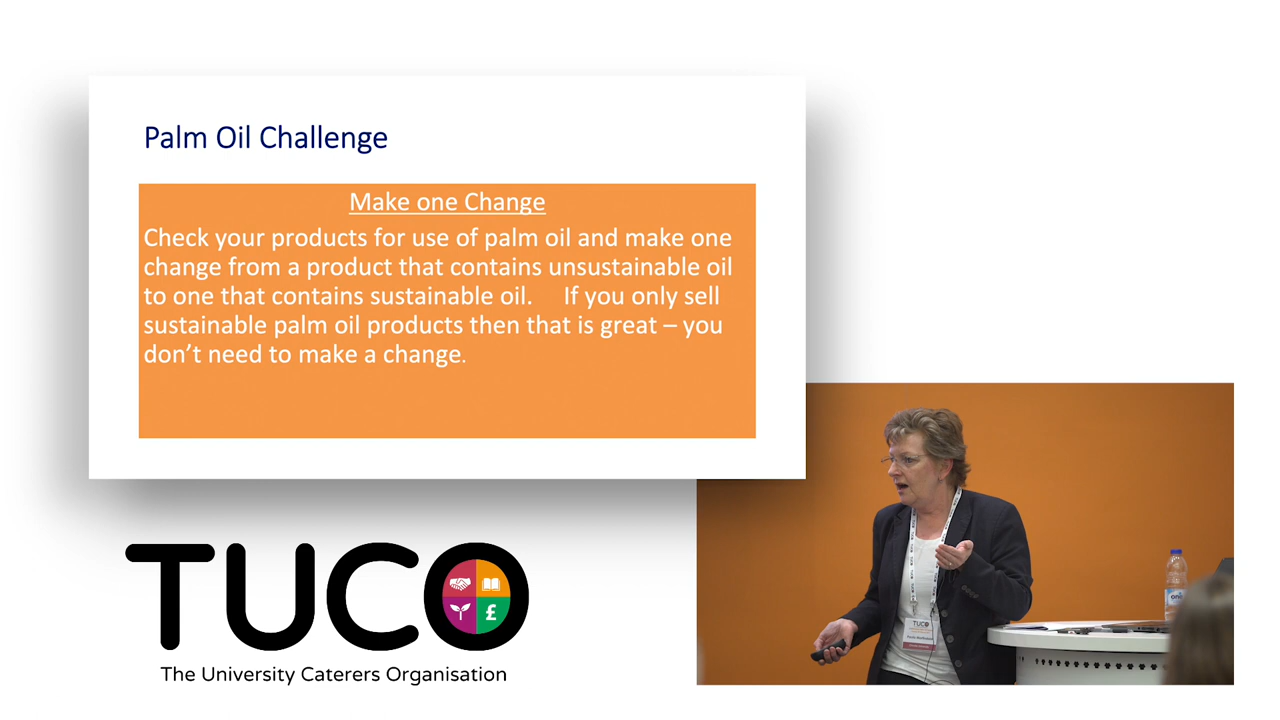 Palm Oil Challenge
Make one Change
Check your products for use of palm oil and make one
change from a product that contains unsustainable oil
to one that contains sustainable oil. If you only sell
sustainable palm oil products then that is great – you
don’t need to make a change.
TUCO
£
The University Caterers Organisation
TUCO